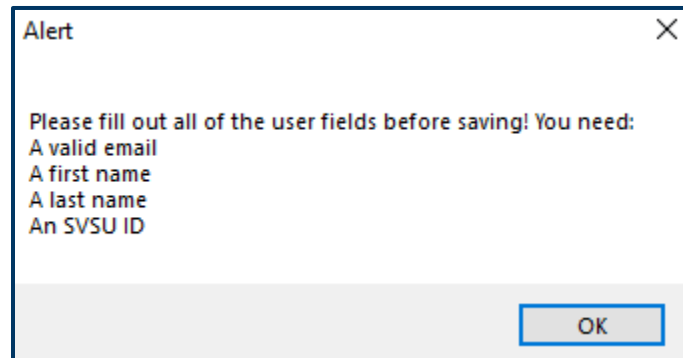 Alert
Please fill out all of the user fields before saving! You need:
A valid email
A first name
A last name
An SVSU ID
OK